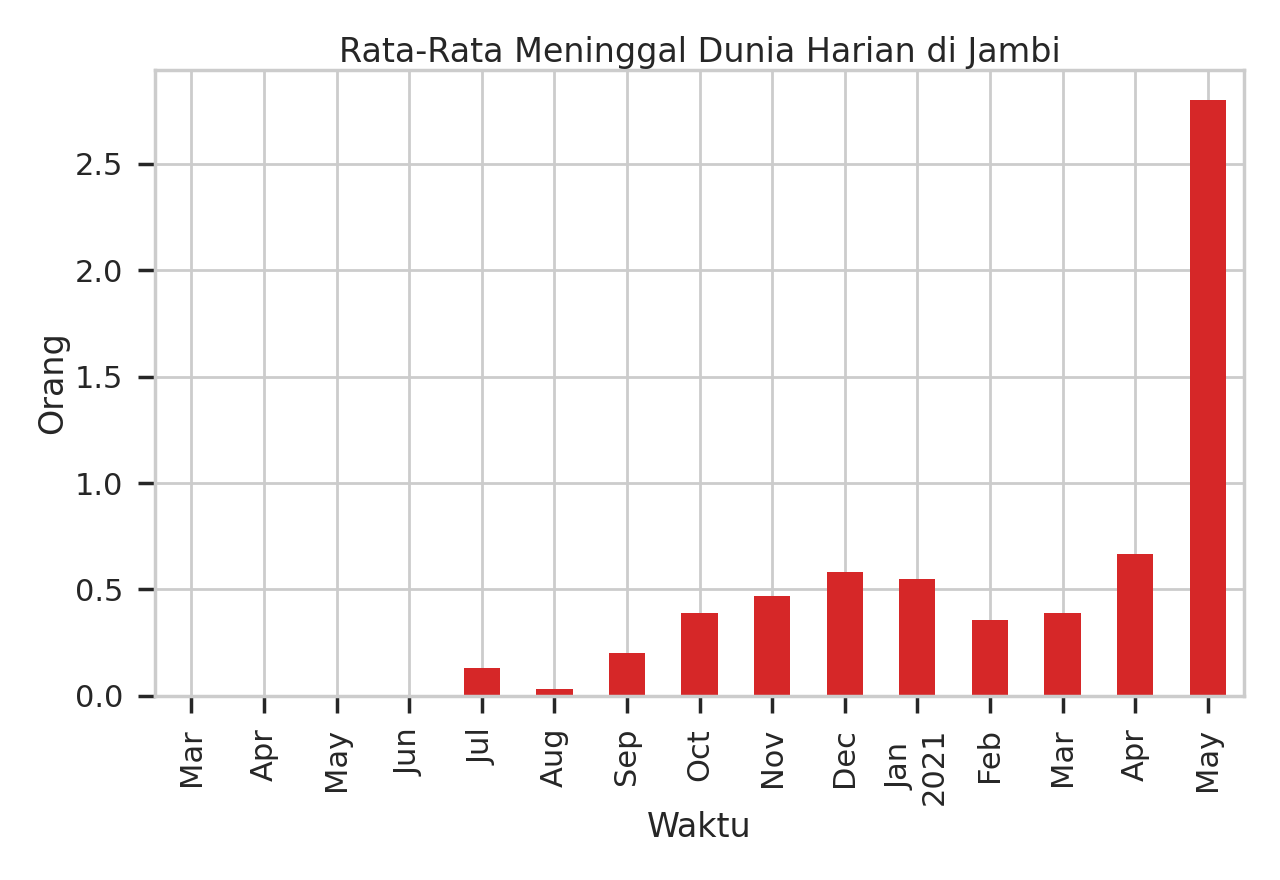 Rata-Rata Meninggal Dunia Harian di Jambi
Orang
2.5
2.0
1.5
1.0
0.5
0.0
Mar
Apr
May
Jun
Jul
Aug
Sep
Oct
Nov
Dec
Jan
2021
Feb
Mar
Apr
May
Waktu